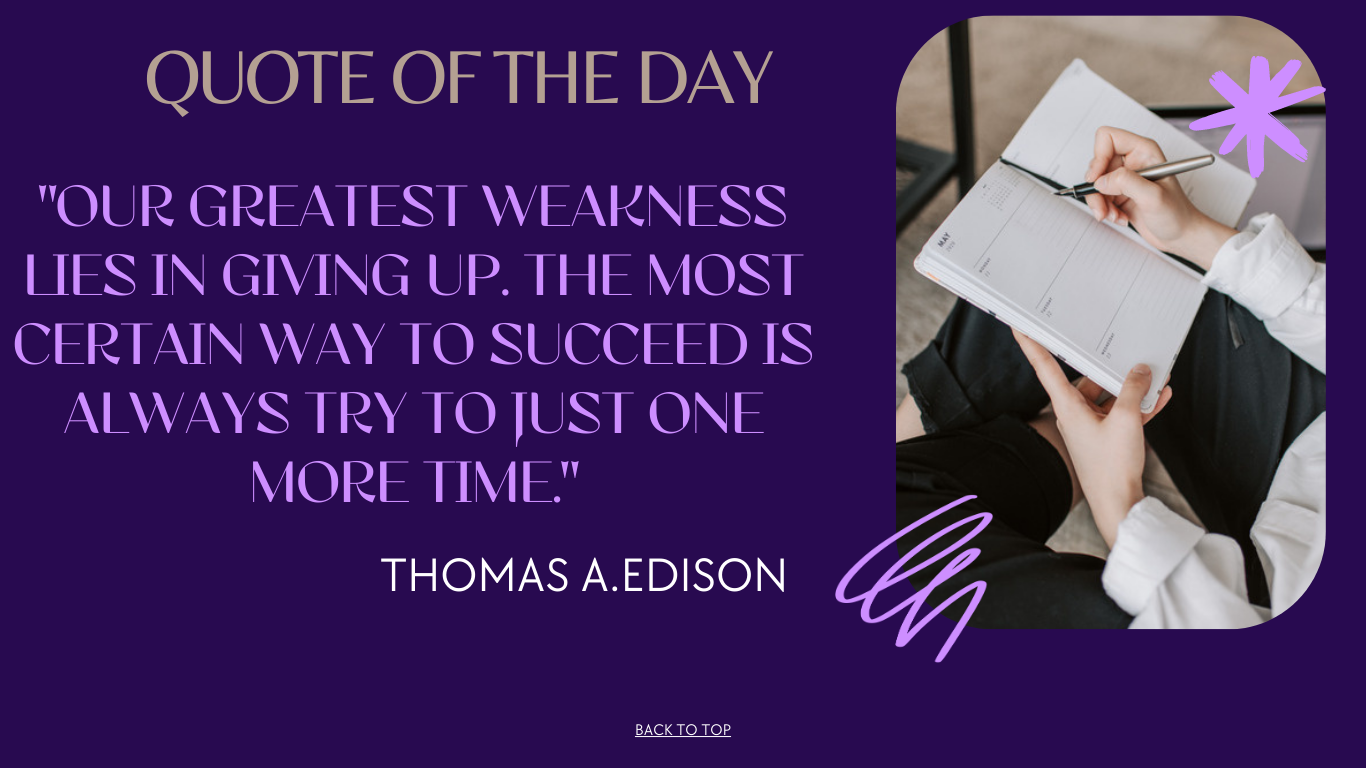 QUOTE OF THE DAY
"OUR GREATEST WEAKNESS
LIES IN GIVING UP. THE MOST
CERTAIN WAY TO SUCCEED IS
ALWAYS TRY TO JUST ONE
MORE TIME."
THOMAS A.EDISON
MAY
BACK TO TOP